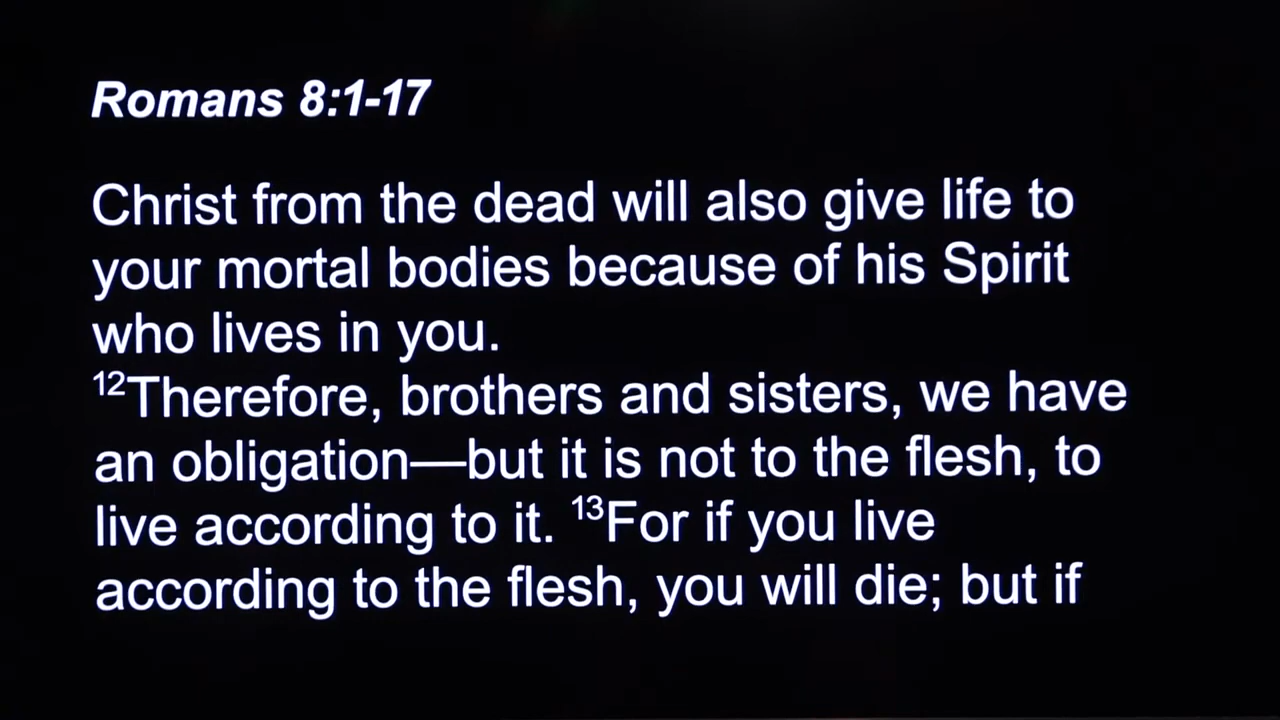 Romans 8:1-17
Christ from the dead will also give life to
your mortal bodies because of his Spirit
who lives in you.
¹²Therefore, brothers and sisters, we have
an obligation—but it is not to the flesh, to
live according to it. ¹³For if you live
according to the flesh, you will die; but if